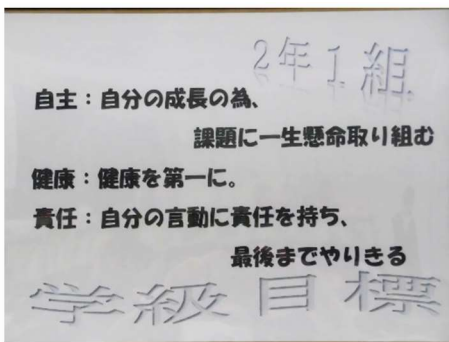 2年1組
自主：自分の成長の為、
課題に一生懸命取り組む
健康：健康を第一に。
責任：自分の言動に責任を持ち、
最後までやりきる
学級目標